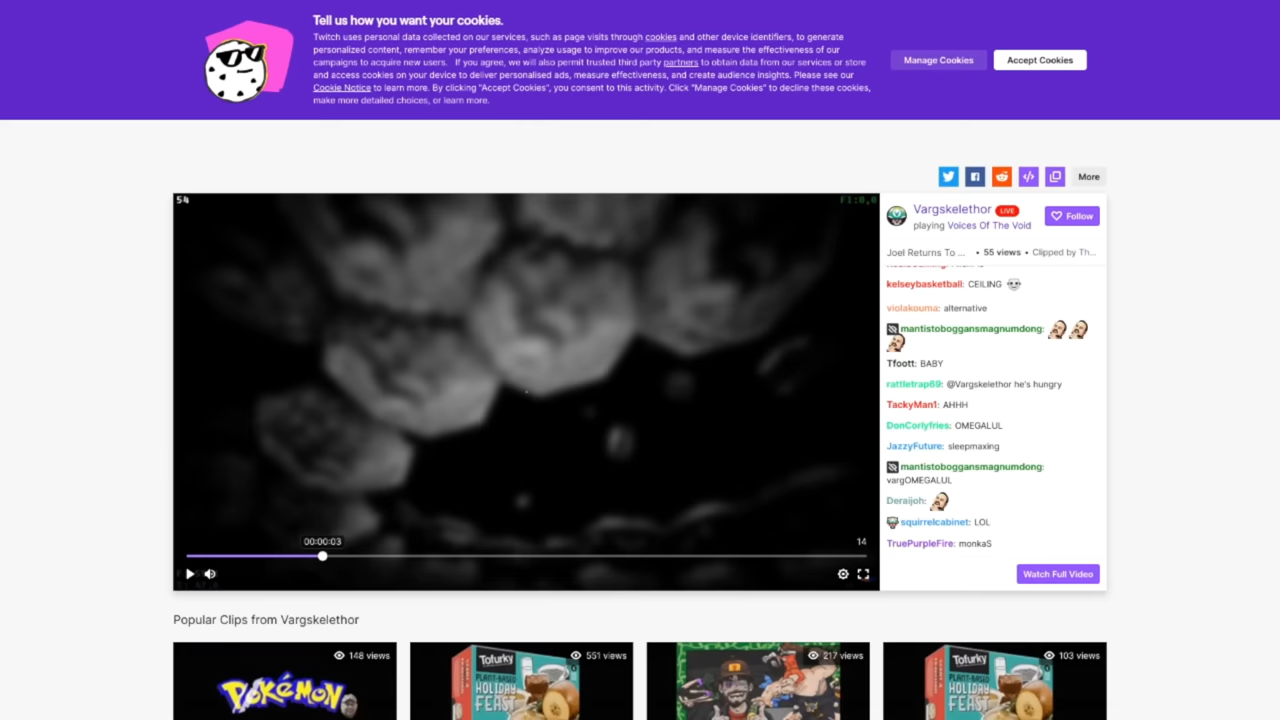 Tell us how you want your cookies.
Twitch uses personal data collected on our services, such as page visits through cookies and other device identifiers, to generate
personalized content, remember your preferences, analyze usage to improve our products, and measure the effectiveness of our
campaigns to acquire new users. If you agree, we will also permit trusted third party partners to obtain data from our services or store
and access cookies on your device to deliver personalised ads, measure effectiveness, and create audience insights. Please see our
Cookie Notice to learn more. By clicking "Accept Cookies", you consent to this activity. Click "Manage Cookies" to decline these cookies,
make more detailed choices, or learn more.
Manage Cookies
Accept Cookies
More
54
F1:0,0
Vargskelethor LIVE
playing Voices Of The Void
Follow
Joel Returns To ... • 55 views • Clipped by Th...
kelseybasketball: CEILING
violakouma: alternative
mantistoboggansmagnumdong:
Tfoott: BABY
rattletrap69: @Vargskelethor he's hungry
TackyMan1: AHHH
DonCorlyfries: OMEGALUL
JazzyFuture: sleepmaxing
mantistoboggansmagnumdong:
vargOMEGALUL
Deraijoh:
squirrelcabinet: LOL
TruePurpleFire: monkaS
00:00:03
14
Watch Full Video
Popular Clips from Vargskelethor
148 views
POKéMON
551 views
Tofurky
PLANT-BASED
HOLIDAY
FEAST
217 views
103 views
Tofurky
PLANT-BASED
HOLIDAY
FEAST